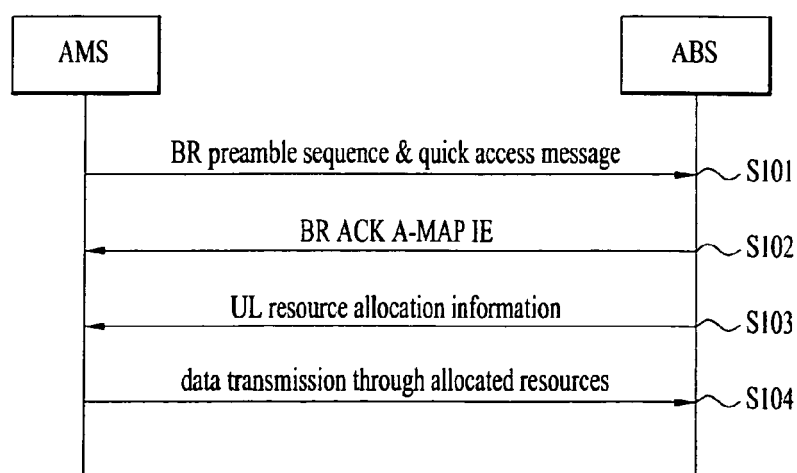 AMS
ABS
BR preamble sequence & quick access message
S101
BR ACK A-MAP IE
S102
UL resource allocation information
S103
data transmission through allocated resources
S104